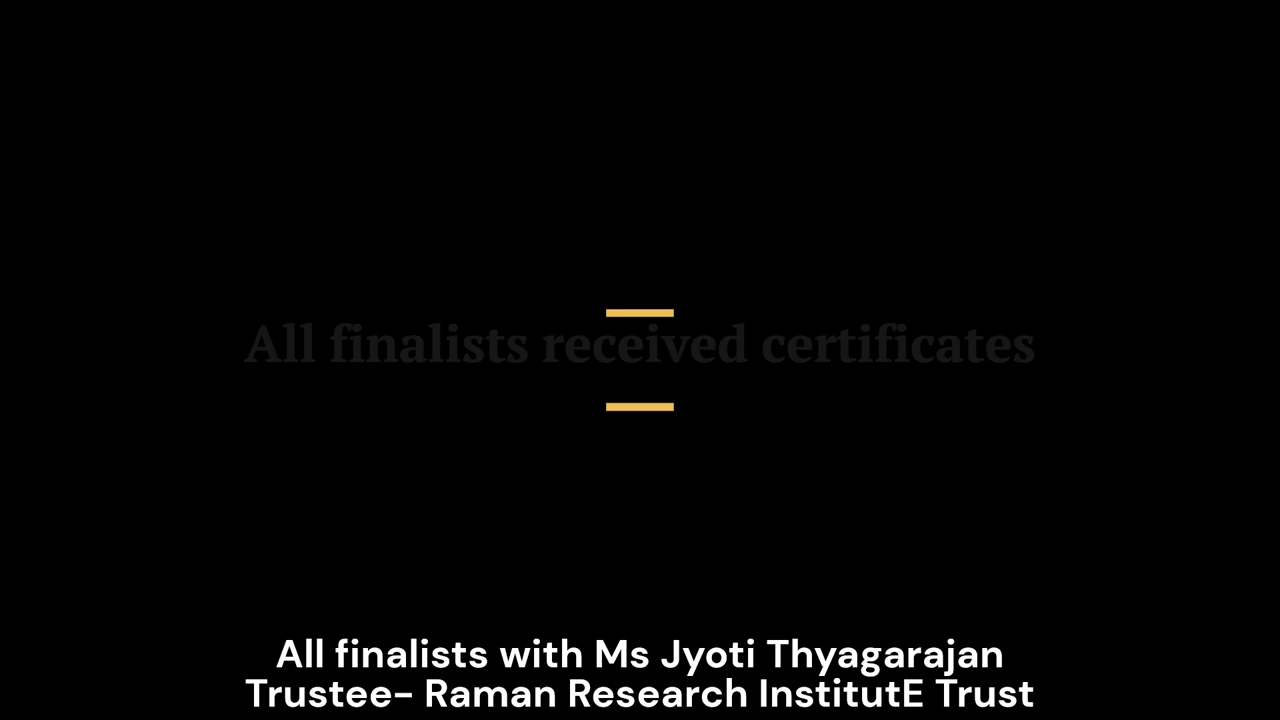 All finalists received certificates
All finalists with Ms Jyoti Thyagarajan
Trustee- Raman Research InstitutE Trust